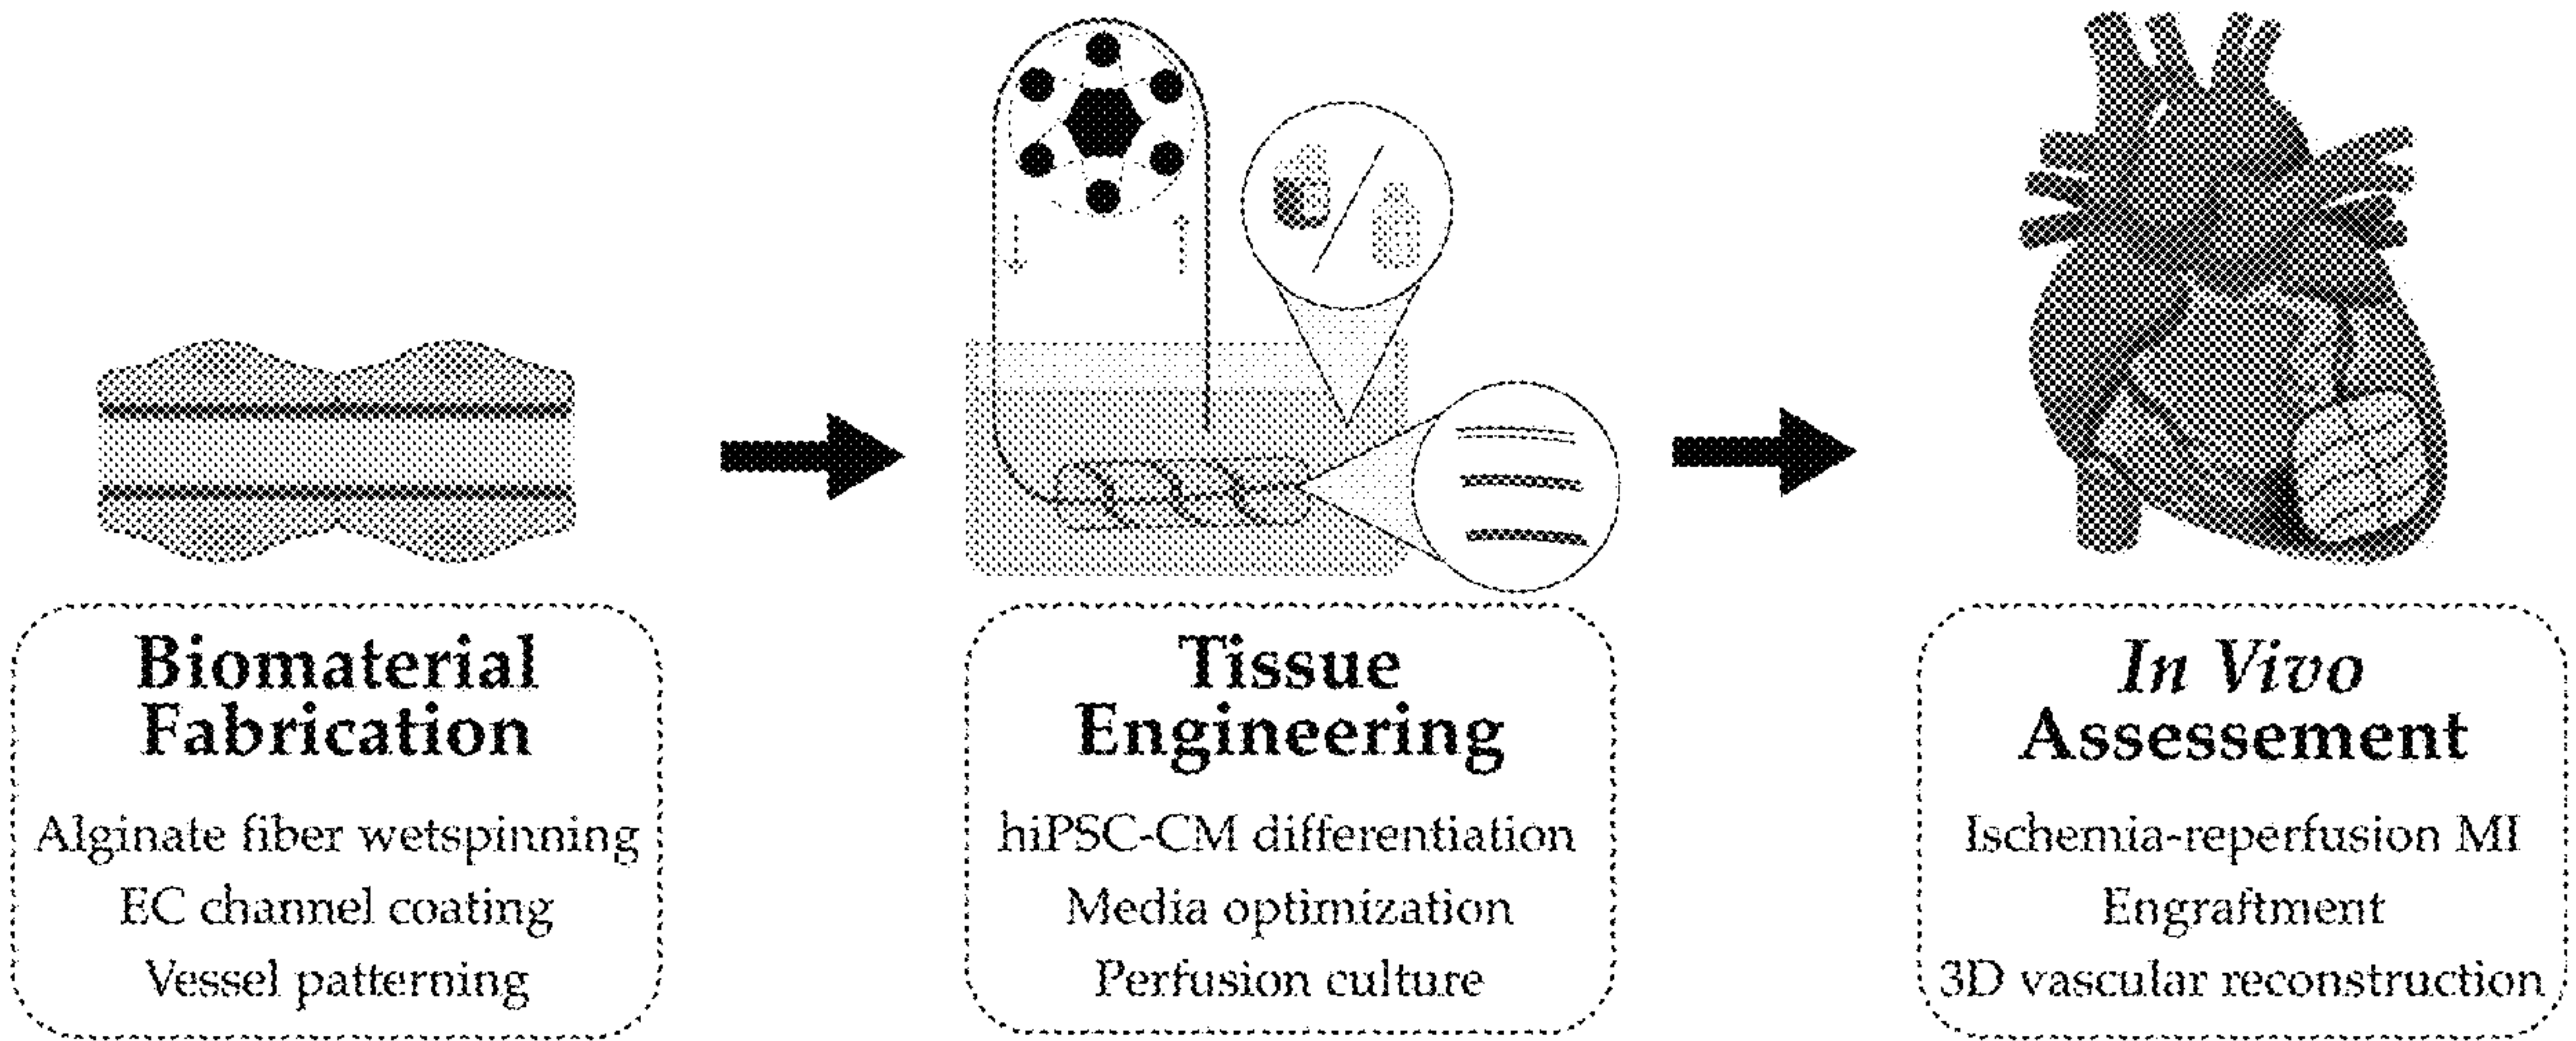 Biomaterial
Fabrication
Alginate fiber wetspinning
EC channel coating
Vessel patterning
Tissue
Engineering
hiPSC-CM differentiation
Media optimization
Perfusion culture
In Vivo
Assessement
Ischemia-reperfusion MI
Engraftment
3D vascular reconstruction